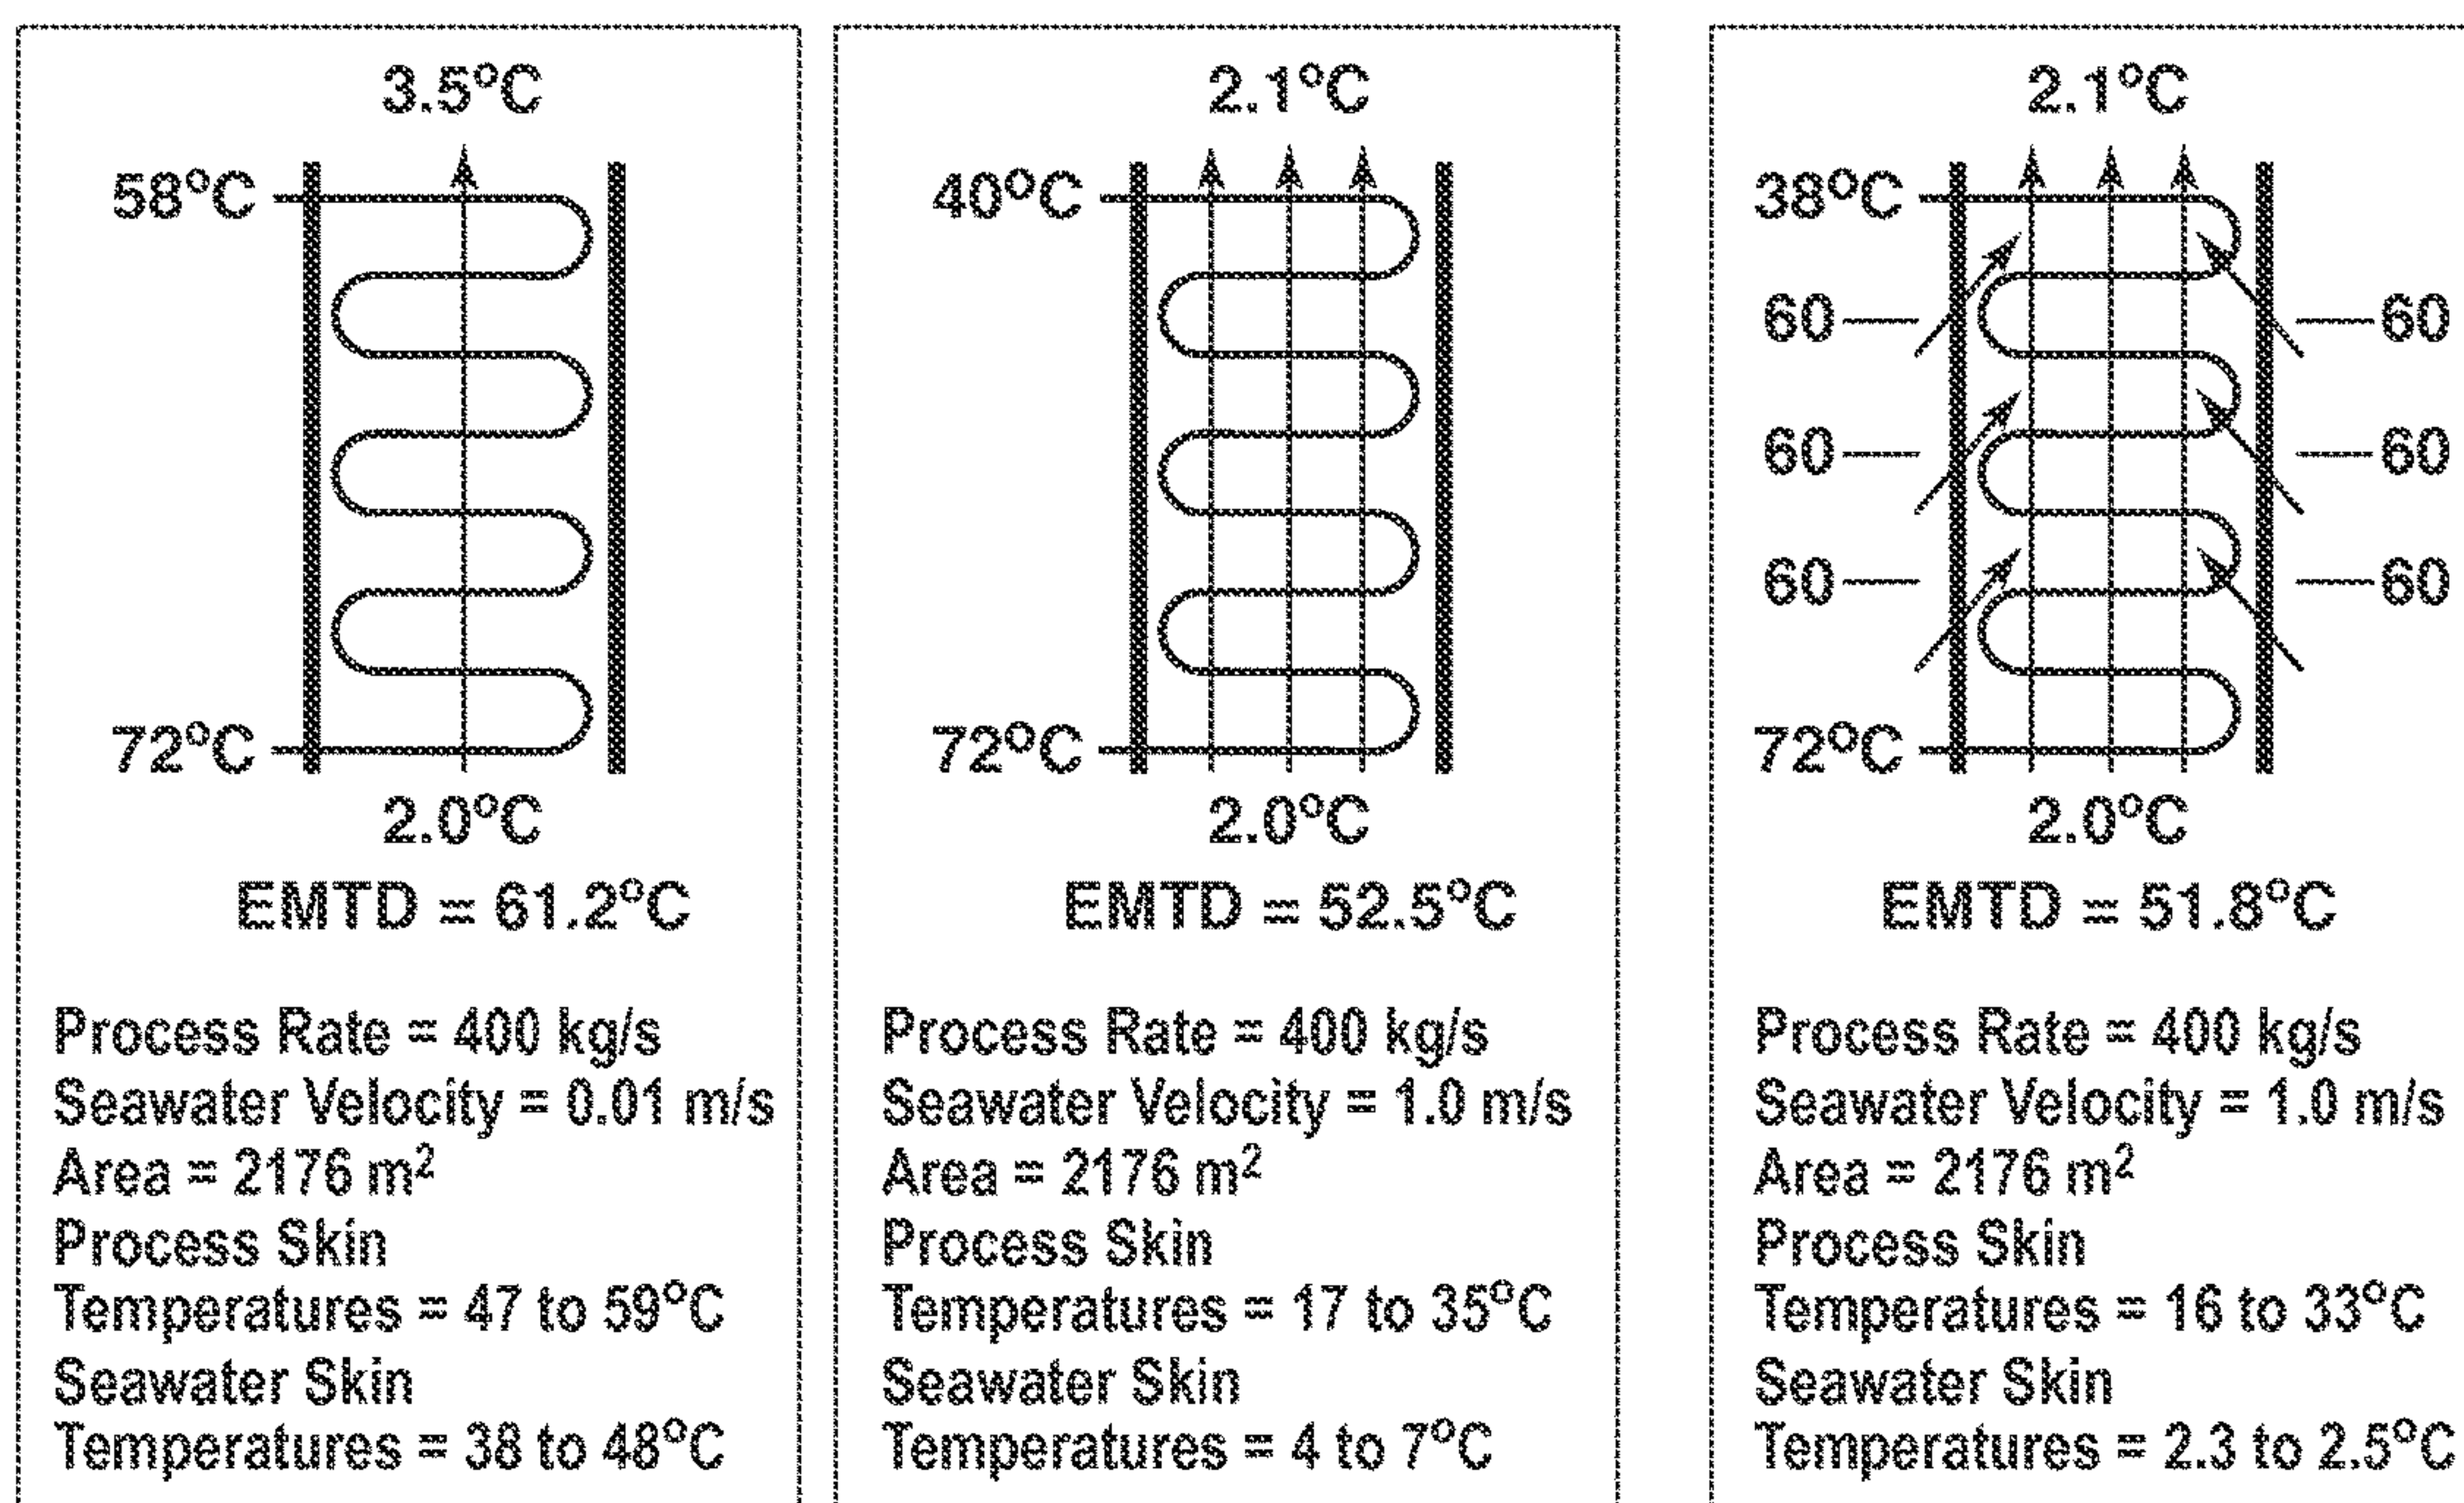 3.5°C
58°C
72°C
2.0°C
EMTD = 61.2°C
Process Rate = 400 kg/s
Seawater Velocity = 0.01 m/s
Area = 2176 m²
Process Skin
Temperatures = 47 to 59°C
Seawater Skin
Temperatures = 38 to 48°C
2.1°C
40°C
72°C
2.0°C
EMTD = 52.5°C
Process Rate = 400 kg/s
Seawater Velocity = 1.0 m/s
Area = 2176 m²
Process Skin
Temperatures = 17 to 35°C
Seawater Skin
Temperatures = 4 to 7°C
2.1°C
38°C
60 60
60 60
60 60
72°C
2.0°C
EMTD = 51.8°C
Process Rate = 400 kg/s
Seawater Velocity = 1.0 m/s
Area = 2176 m²
Process Skin
Temperatures = 16 to 33°C
Seawater Skin
Temperatures = 2.3 to 2.5°C